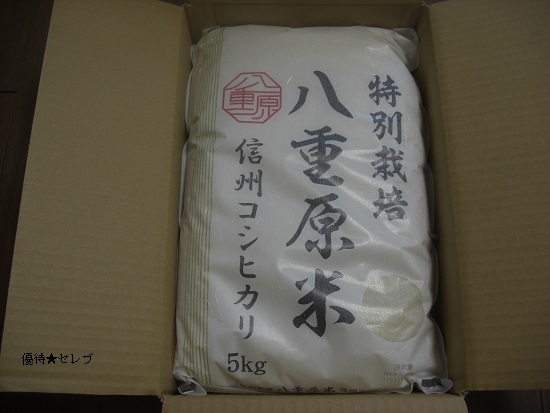 特別栽培
八重原米
八重原
信州コシヒカリ
5kg
優待★セレブ